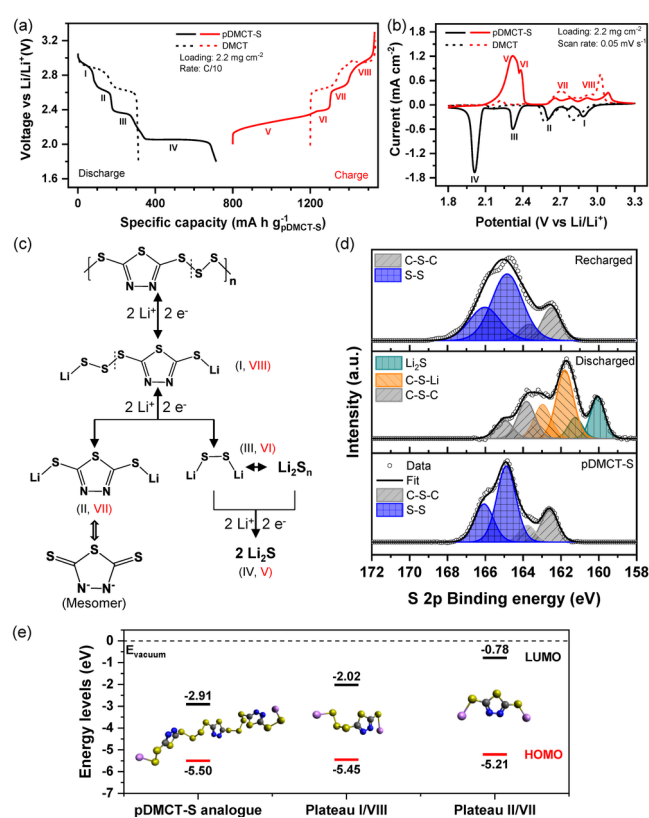 (a)
pDMCT-S
DMCT
Loading: 2.2 mg cm-2
Rate: C/10
Voltage vs Li/Li+(V)
3.2
2.8
2.4
2.0
1.6
I
II
III
IV
V
VI
VII
VIII
Discharge
Charge
0
400
800
1200
Specific capacity (mA h g-1pDMCT-S)
(b)
pDMCT-S
DMCT
Loading: 2.2 mg cm-2
Scan rate: 0.05 mV s-1
Current (mA cm-2)
1.2
0.6
0.0
-0.6
-1.2
-1.8
V
VI
VII
VIII
IV
III
II
I
1.8
2.1
2.4
2.7
3.0
3.3
Potential (V vs Li/Li+)
(c)
S
S
S
S
S
n
N
N
2 Li+
2 e-
S
S
S
S
S
Li
Li
N
N
(I, VIII)
2 Li+
2 e-
S
S
S
Li
Li
N
N
(II, VII)
(III, VI)
S
S
Li
Li
Li2Sn
2 Li+
2 e-
2 Li2S
(IV, V)
S
S
S
N-
N-
(Mesomer)
(d)
Intensity (a.u.)
C-S-C
S-S
Recharged
Li2S
C-S-Li
C-S-C
Discharged
Data
Fit
C-S-C
S-S
pDMCT-S
172
170
168
166
164
162
160
158
S 2p Binding energy (eV)
(e)
Energy levels (eV)
0
-1
-2
-3
-4
-5
-6
-7
Evacuum
-2.91
-5.50
-2.02
-5.45
-0.78
-5.21
LUMO
HOMO
pDMCT-S analogue
Plateau I/VIII
Plateau II/VII